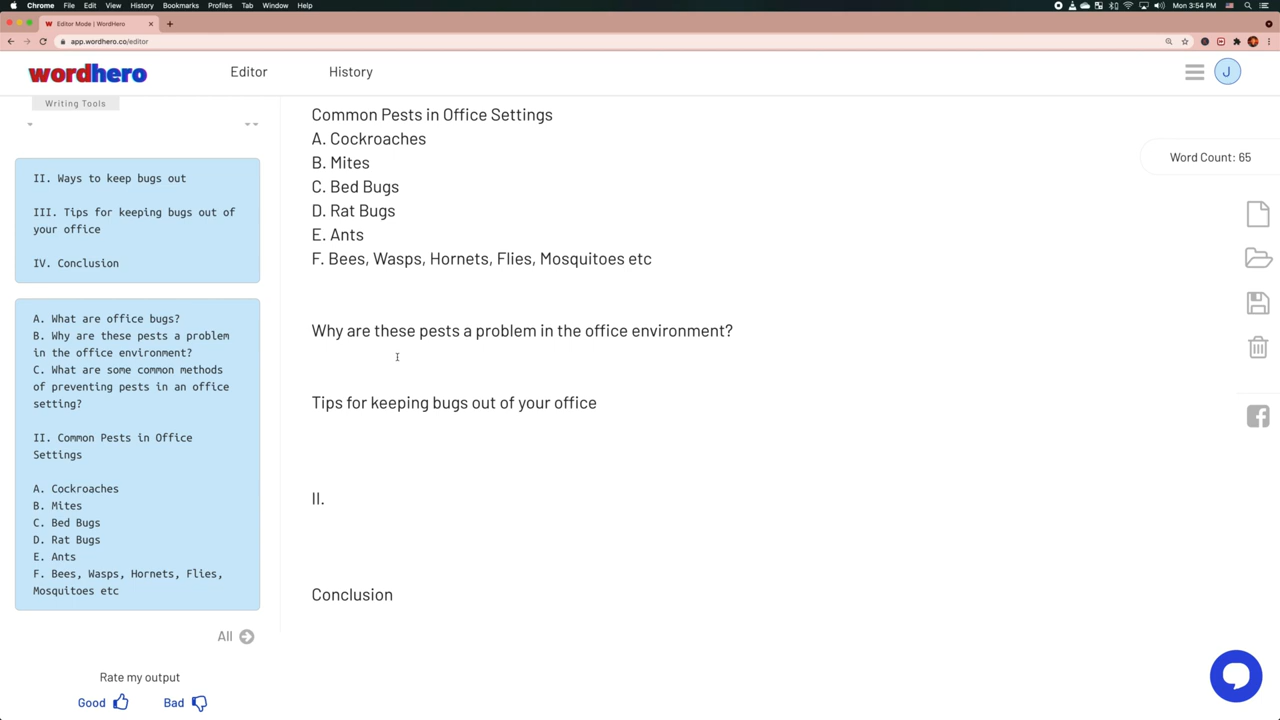 Chrome File Edit View History Bookmarks Profiles Tab Window Help
Mon 3:54 PM
W Editor Mode | WordHero
app.wordhero.co/editor
wordhero Editor History J
Writing Tools
II. Ways to keep bugs out
III. Tips for keeping bugs out of
your office
IV. Conclusion
A. What are office bugs?
B. Why are these pests a problem
in the office environment?
C. What are some common methods
of preventing pests in an office
setting?
II. Common Pests in Office
Settings
A. Cockroaches
B. Mites
C. Bed Bugs
D. Rat Bugs
E. Ants
F. Bees, Wasps, Hornets, Flies,
Mosquitoes etc
All
Rate my output
Good Bad
Common Pests in Office Settings
A. Cockroaches
B. Mites
C. Bed Bugs
D. Rat Bugs
E. Ants
F. Bees, Wasps, Hornets, Flies, Mosquitoes etc
Why are these pests a problem in the office environment?
Tips for keeping bugs out of your office
II.
Conclusion
Word Count: 65